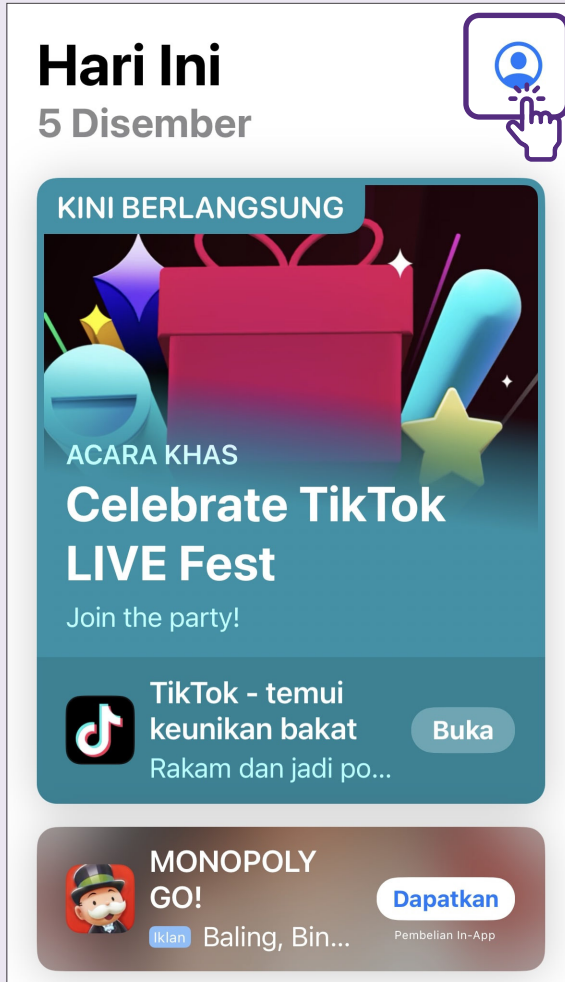 Hari Ini
5 Disember
KINI BERLANGSUNG
ACARA KHAS
Celebrate TikTok
LIVE Fest
Join the party!
TikTok - temui
keunikan bakat
Buka
Rakam dan jadi po...
MONOPOLY
GO!
Dapatkan
Iklan Baling, Bin...
Pembelian In-App